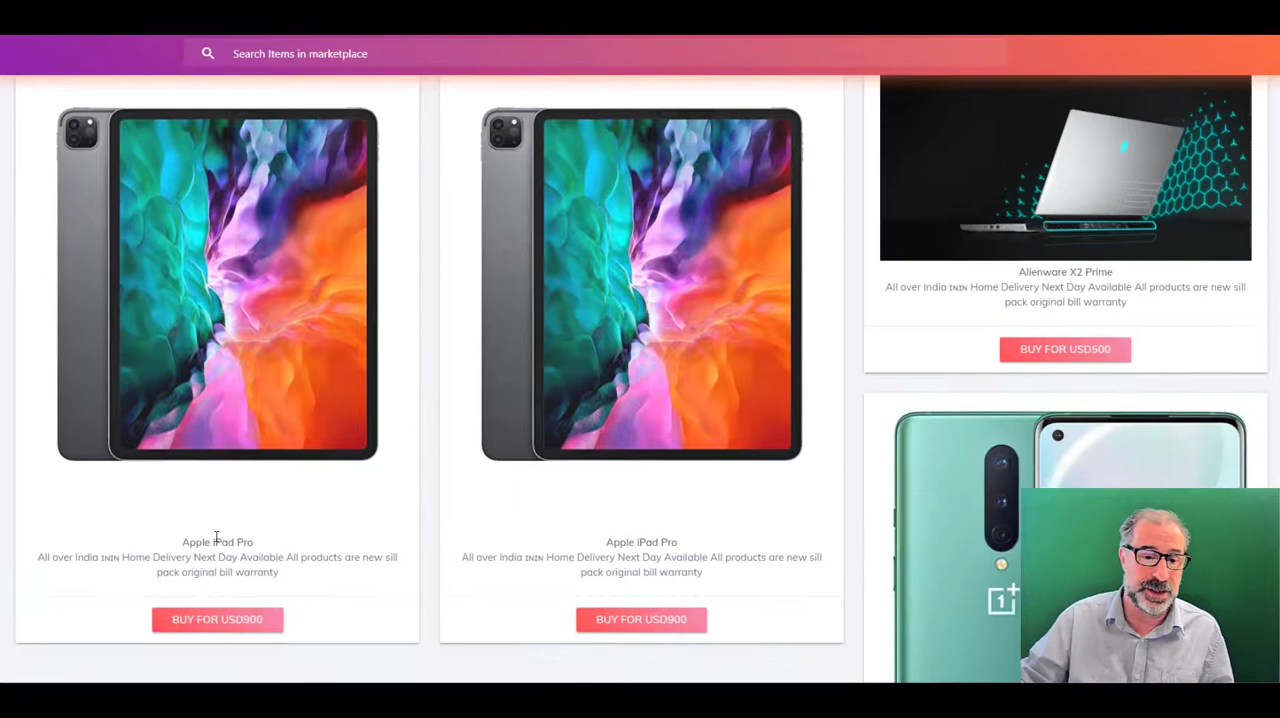 Search Items in marketplace
Apple iPad Pro
All over India ɪɴɪɴ Home Delivery Next Day Available All products are new sill
pack original bill warranty
BUY FOR USD900
Apple iPad Pro
All over India ɪɴɪɴ Home Delivery Next Day Available All products are new sill
pack original bill warranty
BUY FOR USD900
Alienware X2 Prime
All over India ɪɴɪɴ Home Delivery Next Day Available All products are new sill
pack original bill warranty
BUY FOR USD500
1+